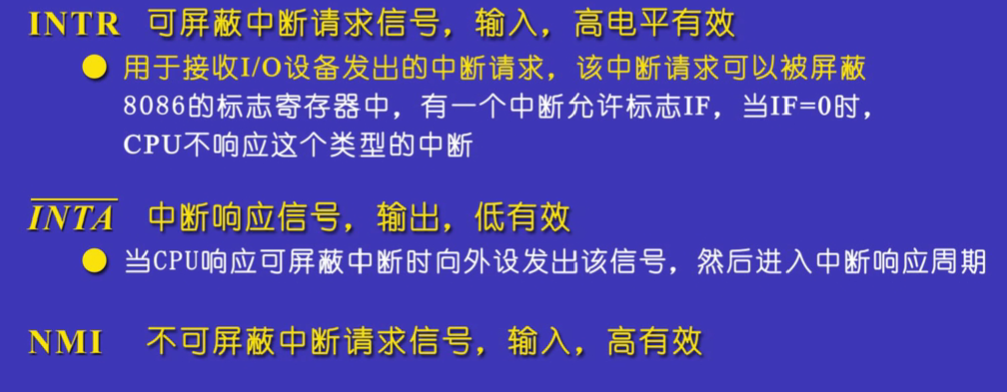 INTR 可屏蔽中断请求信号，输入，高电平有效
● 用于接收I/O设备发出的中断请求，该中断请求可以被屏蔽
8086的标志寄存器中，有一个中断允许标志IF，当IF=0时，
CPU不响应这个类型的中断
INTA 中断响应信号，输出，低有效
● 当CPU响应可屏蔽中断时向外设发出该信号，然后进入中断响应周期
NMI 不可屏蔽中断请求信号，输入，高有效